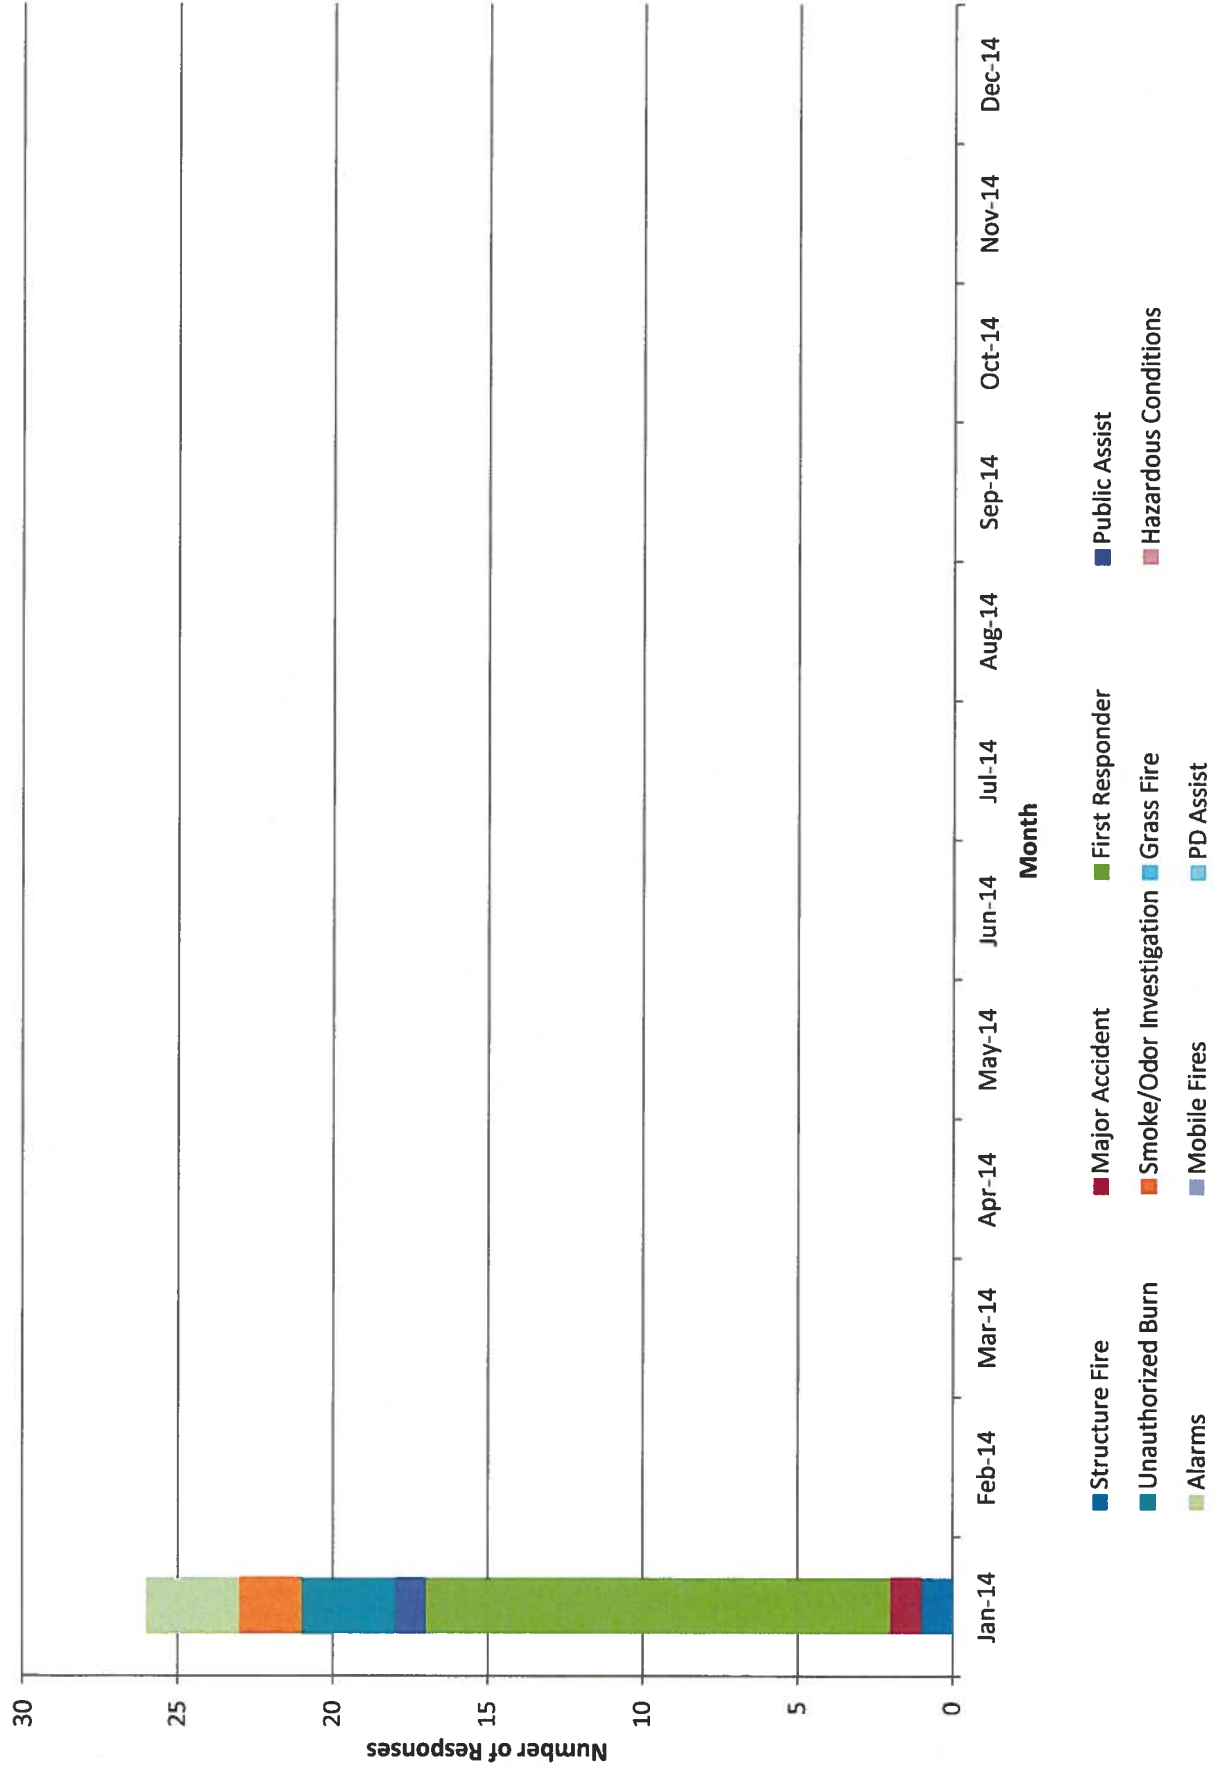 30
25
20
15
10
5
0
Number of Responses
Jan-14 Feb-14 Mar-14 Apr-14 May-14 Jun-14 Jul-14 Aug-14 Sep-14 Oct-14 Nov-14 Dec-14
Month
Structure Fire Major Accident First Responder Public Assist
Unauthorized Burn Smoke/Odor Investigation Grass Fire Hazardous Conditions
Alarms Mobile Fires PD Assist